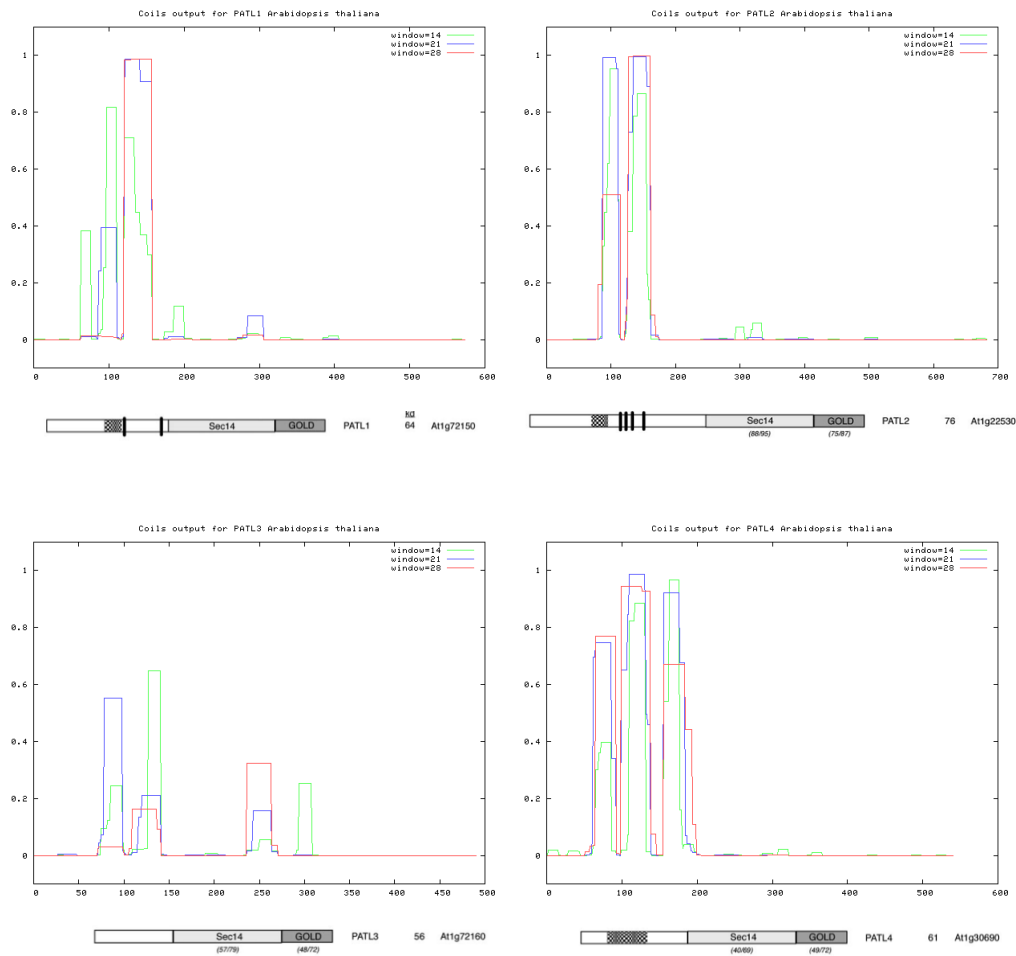 Coils output for PATL1 Arabidopsis thaliana
window=14
window=21
window=28
1
0.8
0.6
0.4
0.2
0
0 100 200 300 400 500 600
Sec14 GOLD PATL1 kd 64 At1g72150
Coils output for PATL2 Arabidopsis thaliana
window=14
window=21
window=28
1
0.8
0.6
0.4
0.2
0
0 100 200 300 400 500 600 700
Sec14 GOLD PATL2 76 At1g22530
(88/95) (75/87)
Coils output for PATL3 Arabidopsis thaliana
window=14
window=21
window=28
1
0.8
0.6
0.4
0.2
0
0 50 100 150 200 250 300 350 400 450 500
Sec14 GOLD PATL3 56 At1g72160
(57/79) (48/72)
Coils output for PATL4 Arabidopsis thaliana
window=14
window=21
window=28
1
0.8
0.6
0.4
0.2
0
0 100 200 300 400 500 600
Sec14 GOLD PATL4 61 At1g30690
(40/69) (49/72)